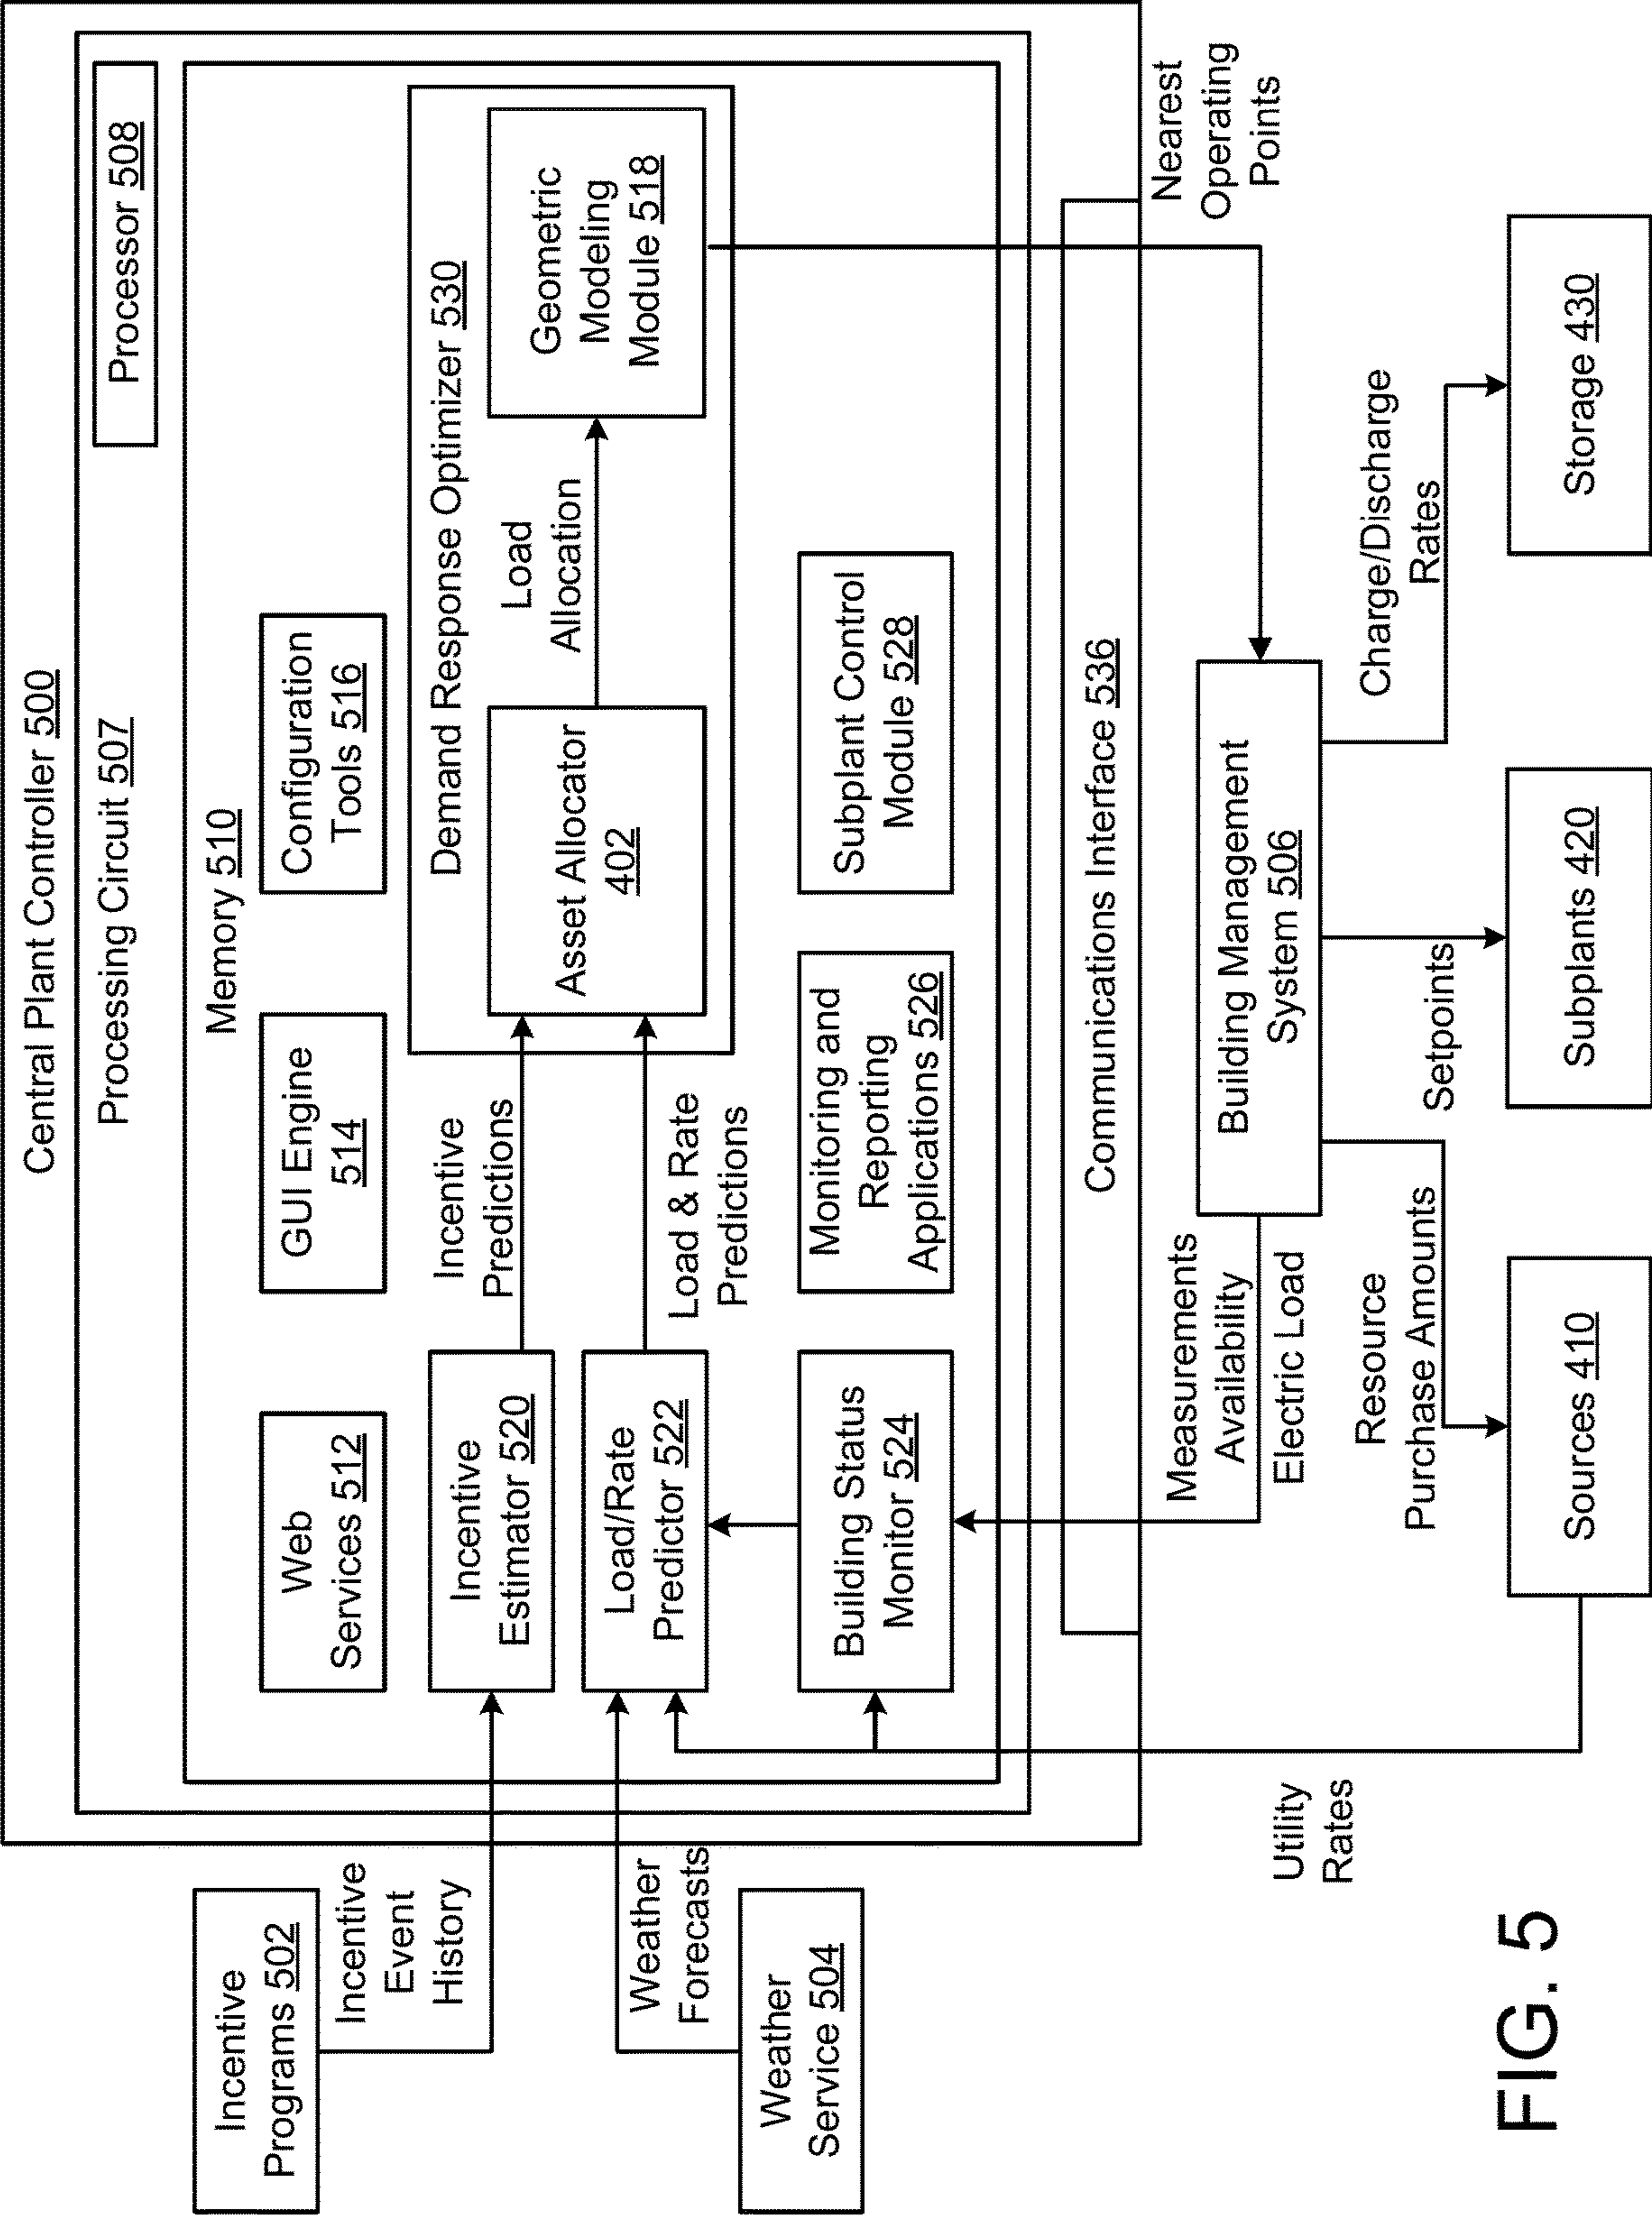 Central Plant Controller 500
Processing Circuit 507
Processor 508
Memory 510
Web
Services 512
GUI Engine
514
Configuration
Tools 516
Incentive
Programs 502
Incentive
Event
History
Incentive
Estimator 520
Incentive
Predictions
Demand Response Optimizer 530
Asset Allocator
402
Load
Allocation
Geometric
Modeling
Module 518
Load/Rate
Predictor 522
Load & Rate
Predictions
Weather
Forecasts
Weather
Service 504
Building Status
Monitor 524
Monitoring and
Reporting
Applications 526
Subplant Control
Module 528
Communications Interface 536
Nearest
Operating
Points
Measurements
Availability
Electric Load
Building Management
System 506
Utility
Rates
Resource
Purchase Amounts
Setpoints
Charge/Discharge
Rates
Sources 410
Subplants 420
Storage 430
FIG. 5